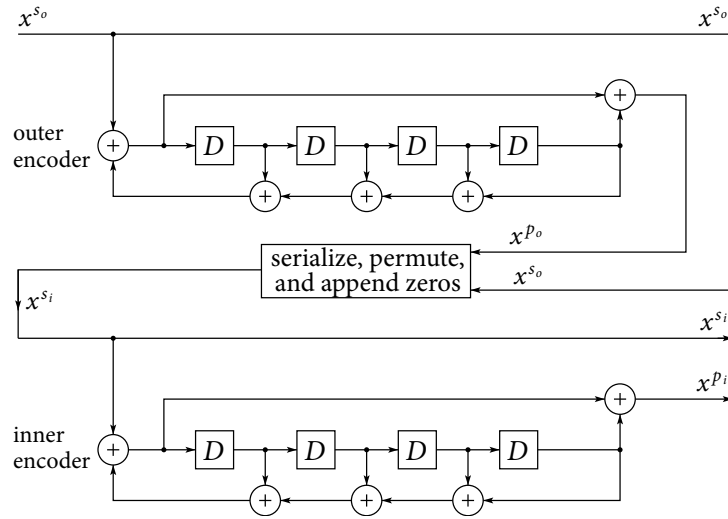 x^{s_o} x^{s_o}
+
outer
encoder
+ D D D D
+ + +
x^{p_o}
serialize, permute,
and append zeros
x^{s_o}
x^{s_i}
x^{s_i}
+ x^{p_i}
inner
encoder
+ D D D D
+ + +